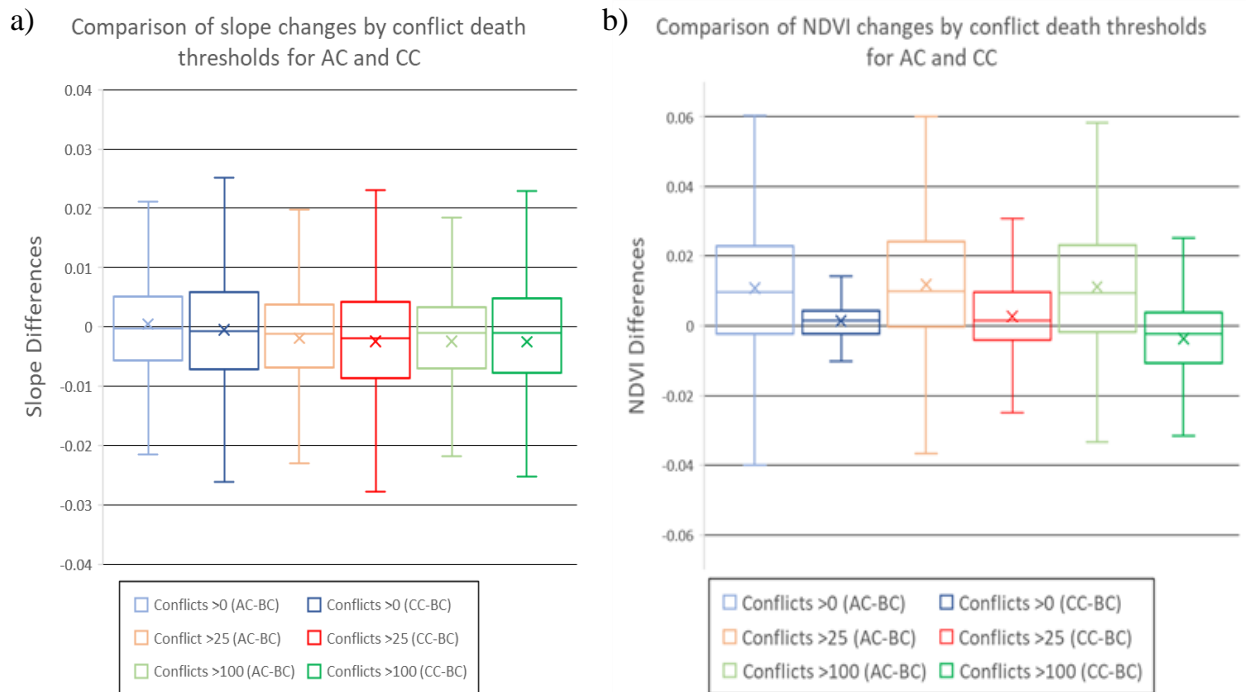 a)
Comparison of slope changes by conflict death
thresholds for AC and CC
0.04
0.03
0.02
0.01
0
-0.01
-0.02
-0.03
-0.04
Slope Differences
Conflicts >0 (AC-BC)
Conflicts >0 (CC-BC)
Conflict >25 (AC-BC)
Conflicts >25 (CC-BC)
Conflicts >100 (AC-BC)
Conflicts >100 (CC-BC)
b)
Comparison of NDVI changes by conflict death thresholds
for AC and CC
0.06
0.04
0.02
0
-0.02
-0.04
-0.06
NDVI Differences
Conflicts >0 (AC-BC)
Conflicts >0 (CC-BC)
Conflicts >25 (AC-BC)
Conflicts >25 (CC-BC)
Conflicts >100 (AC-BC)
Conflicts >100 (CC-BC)